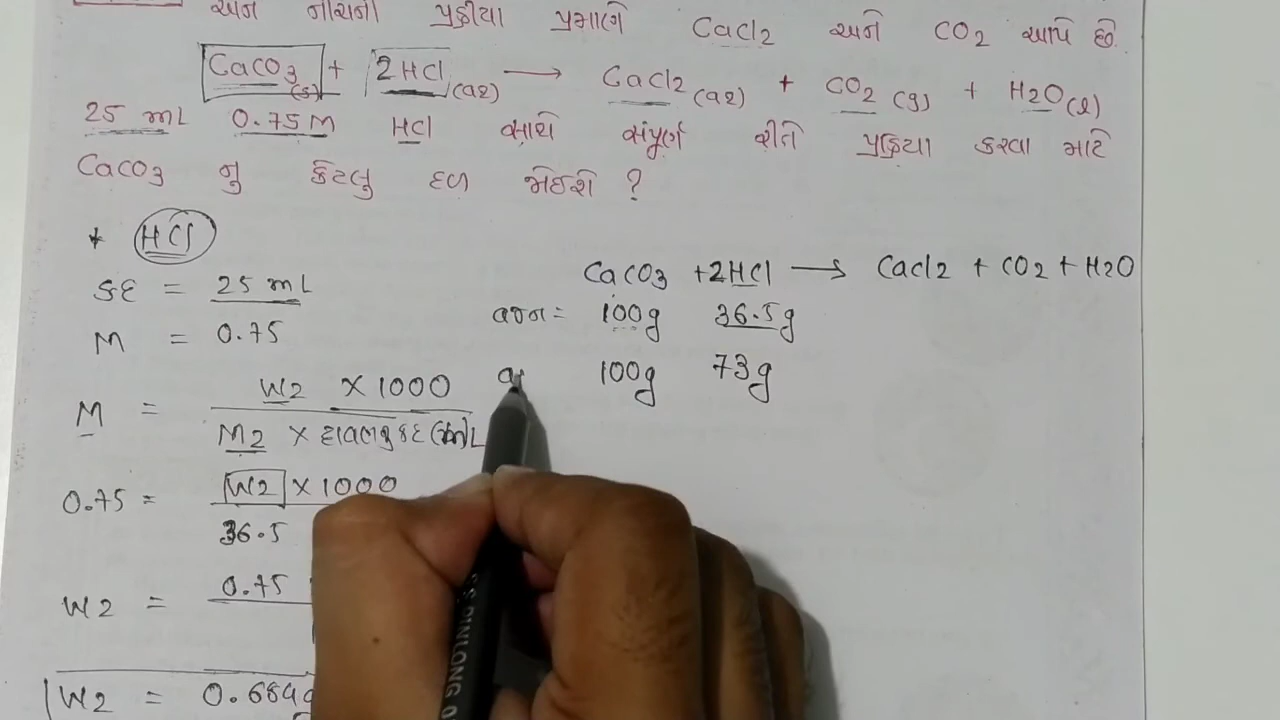 અને નીચેની પ્રક્રીયા પ્રમાણે CaCl2 અને CO2 આપે છે.
CaCO3(s) + 2HCl(aq) → CaCl2(aq) + CO2(g) + H2O(l)
25 mL 0.75M HCl સાથે સંપૂર્ણ રીતે પ્રક્રિયા કરવા માટે
CaCO3 નુ કેટલુ દળ જોઇશે ?
* HCl
કદ = 25 mL
M = 0.75
M = W2 × 1000
M2 × દ્રાવણનુ કદ
0.75 = W2 × 1000
36.5
W2 = 0.75
W2 = 0.684g
CaCO3 + 2HCl → CaCl2 + CO2 + H2O
વજન = 100g 36.5g
100g 73g